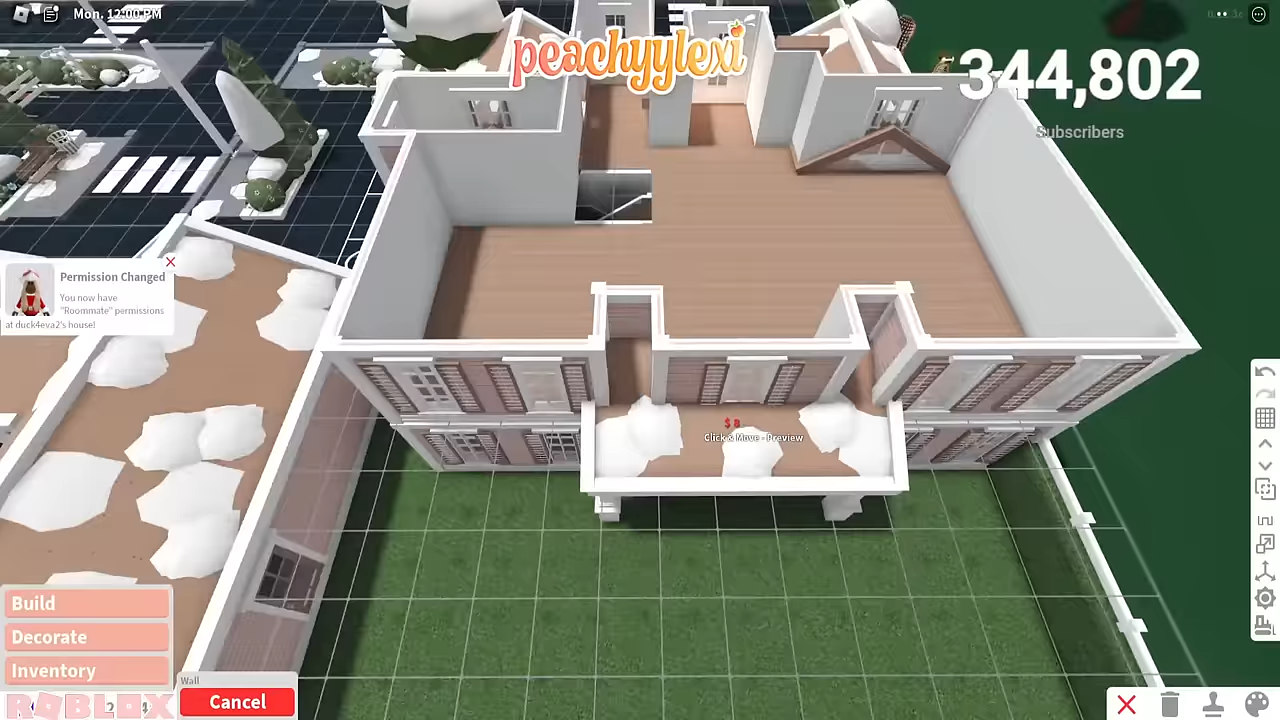 Mon. 12:00 PM
peachyylexi
344,802
Subscribers
Permission Changed
You now have
"Roommate" permissions
at duck4eva2's house!
$8
Click & Move - Preview
Build
Decorate
Inventory
ROBLOX
Wall
Cancel